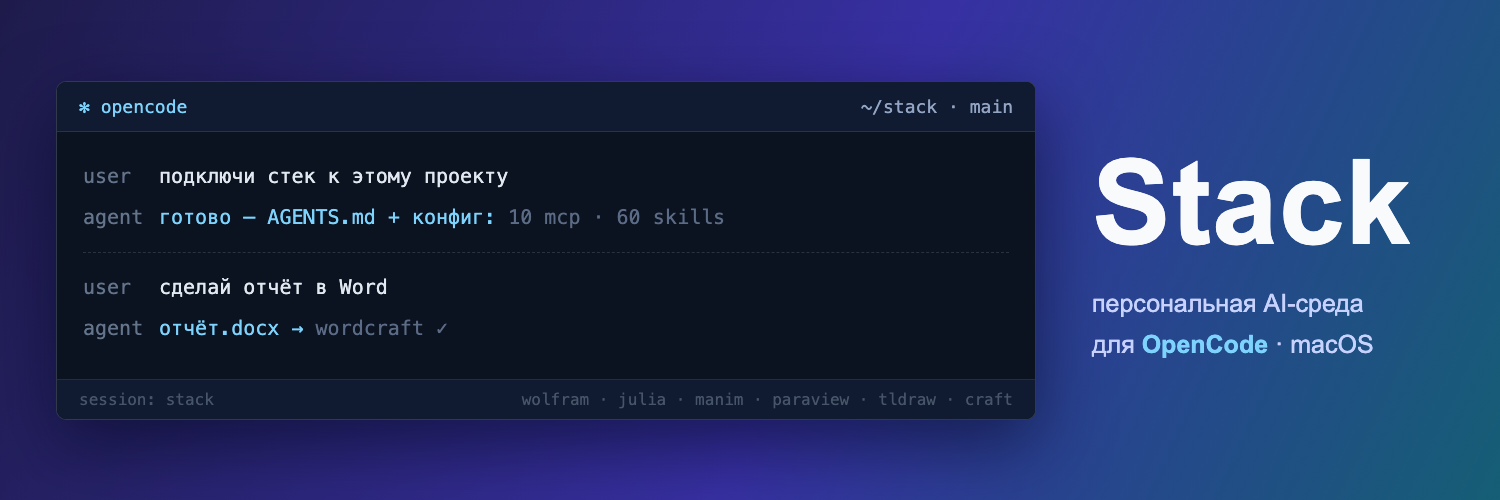 ✻ opencode
~/stack · main
user подключи стек к этому проекту
agent готово — AGENTS.md + конфиг: 10 mcp · 60 skills
user сделай отчёт в Word
agent отчёт.docx → wordcraft ✓
session: stack
wolfram · julia · manim · paraview · tldraw · craft
Stack
персональная AI-среда
для OpenCode · macOS